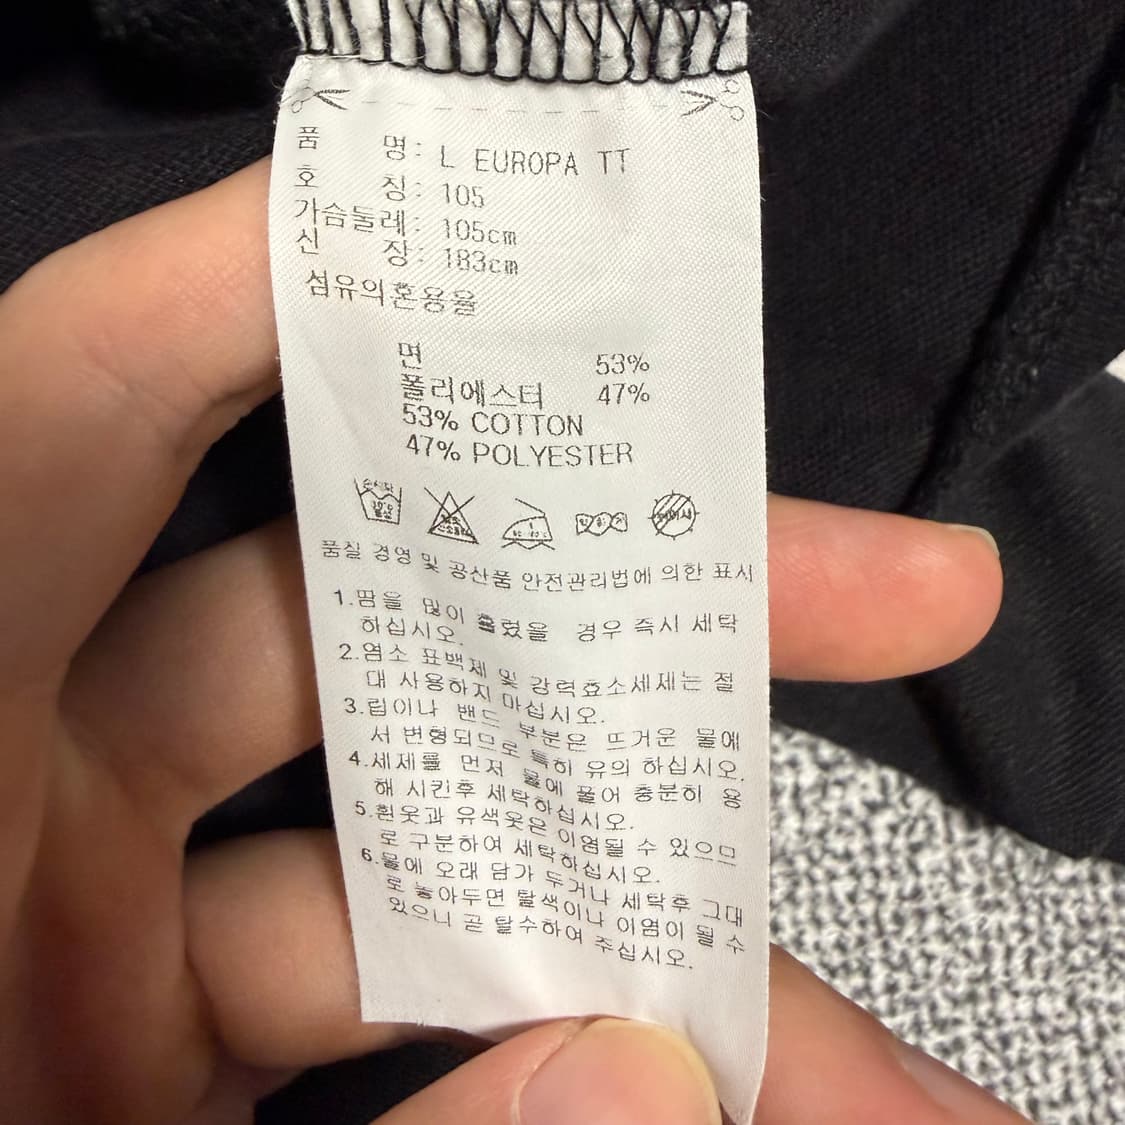 품 명: L EUROPA TT
호 칭: 105
가슴둘레: 105cm
신 장: 183cm
섬유의혼용율
면 53%
폴리에스터 47%
53% COTTON
47% POLYESTER
품질 경영 및 공산품 안전관리법에 의한 표시
1.땀을 많이 흘렸을 경우 즉시 세탁
하십시오.
2.염소 표백제 및 강력효소세제는 절
대 사용하지 마십시오.
3.립이나 밴드 부분은 뜨거운 물에
서 변형되므로 특히 유의 하십시오.
4.세제를 먼저 물에 풀어 충분히 용
해 시킨후 세탁하십시오.
5.흰옷과 유색옷은 이염될 수 있으므
로 구분하여 세탁하십시오.
6.물에 오래 담가 두거나 세탁후 그대
로 놓아두면 탈색이나 이염이 될 수
있으니 곧 탈수하여 주십시오.